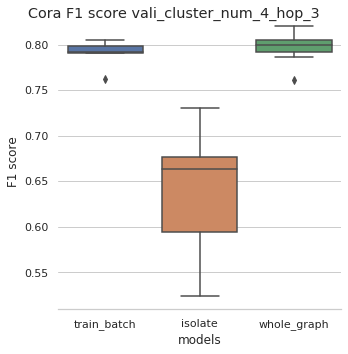 Cora F1 score vali_cluster_num_4_hop_3
0.80
0.75
0.70
0.65
0.60
0.55
F1 score
train_batch isolate whole_graph
models